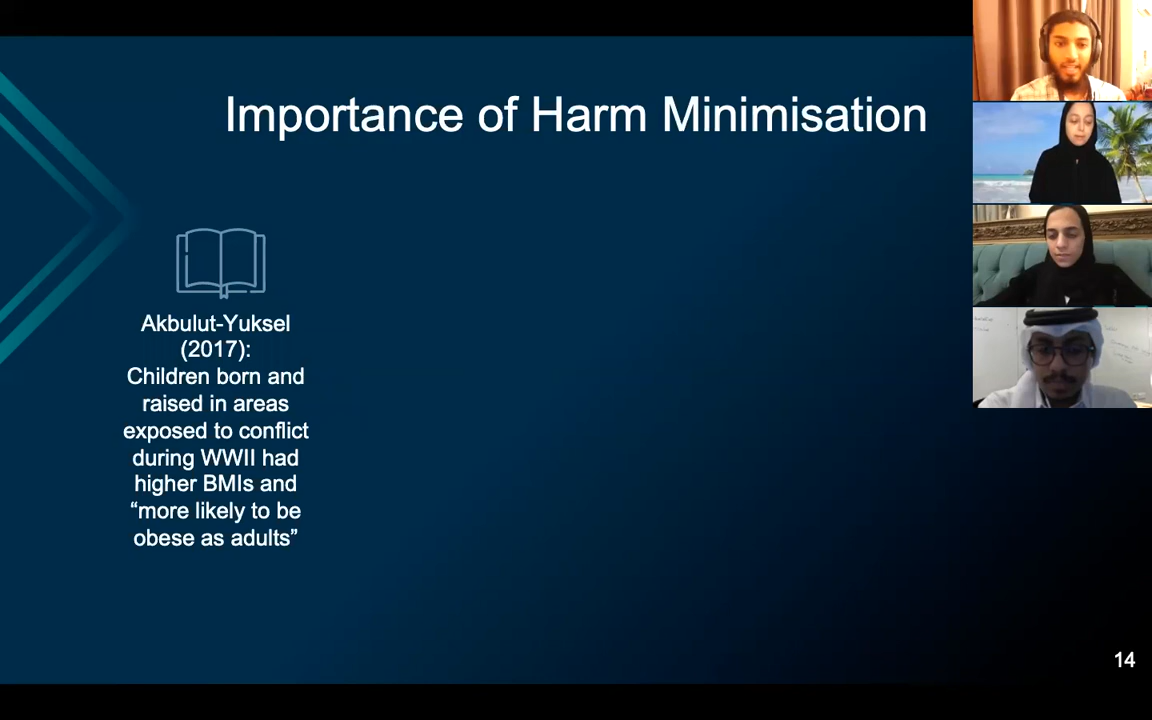 Importance of Harm Minimisation
Akbulut-Yuksel
(2017):
Children born and
raised in areas
exposed to conflict
during WWII had
higher BMIs and
“more likely to be
obese as adults”
14